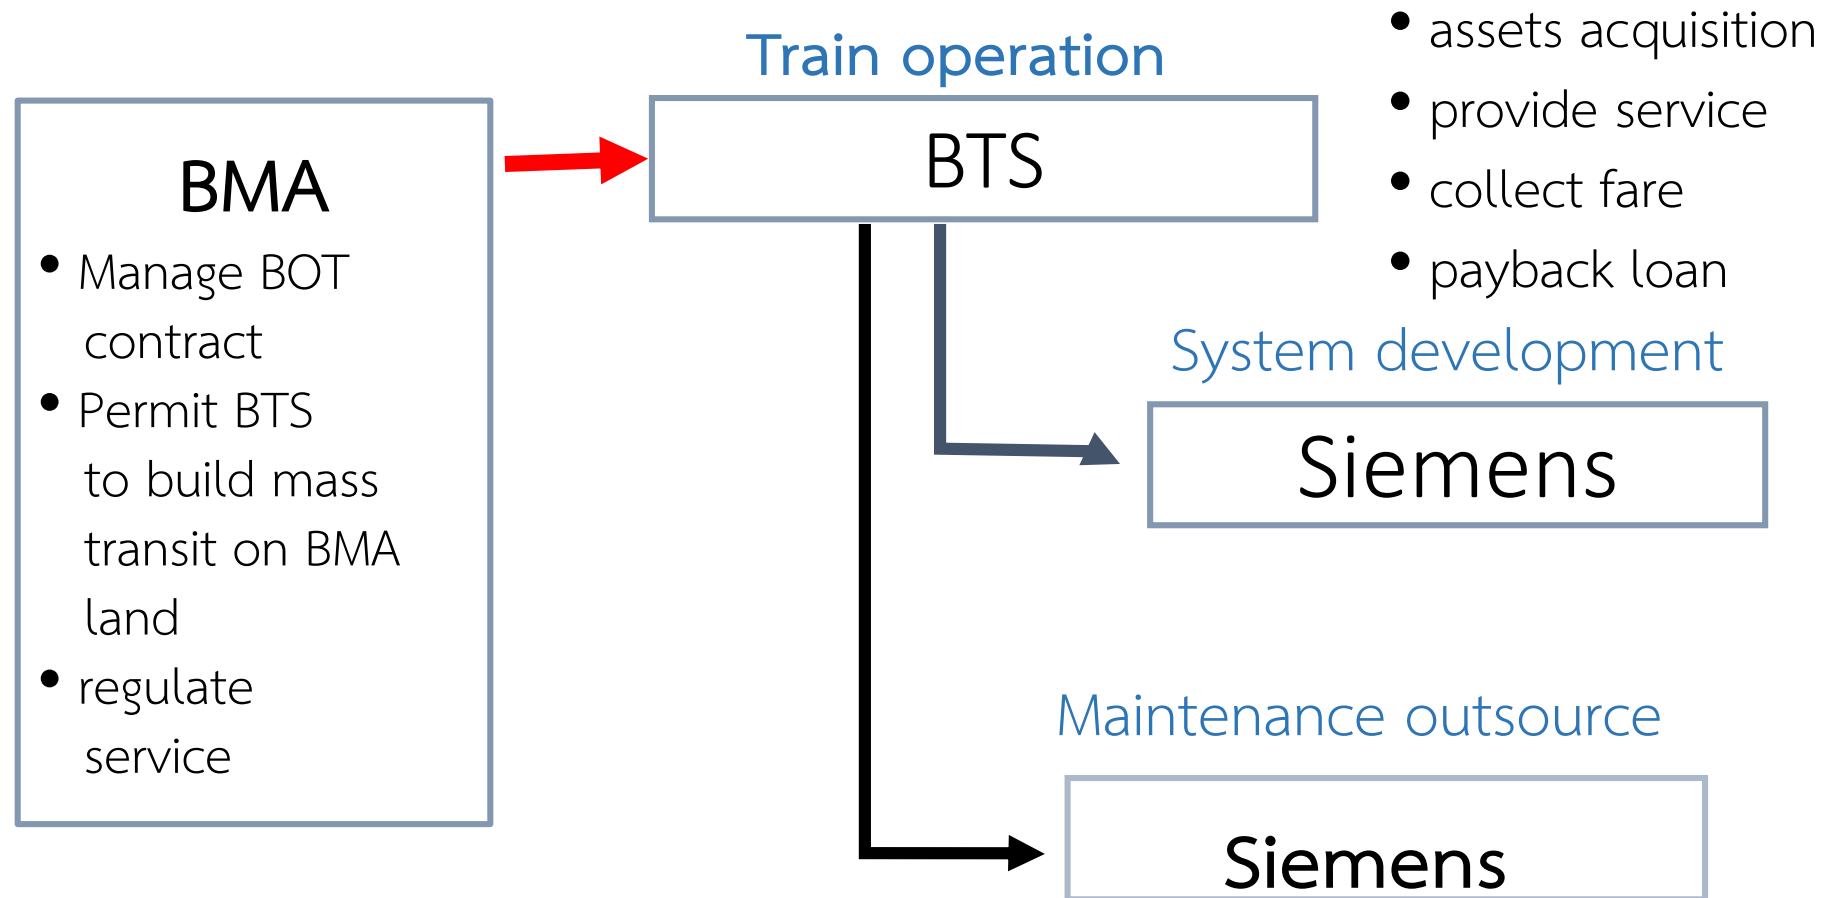 BMA
• Manage BOT
contract
• Permit BTS
to build mass
transit on BMA
land
• regulate
service
Train operation
BTS
• assets acquisition
• provide service
• collect fare
• payback loan
System development
Siemens
Maintenance outsource
Siemens